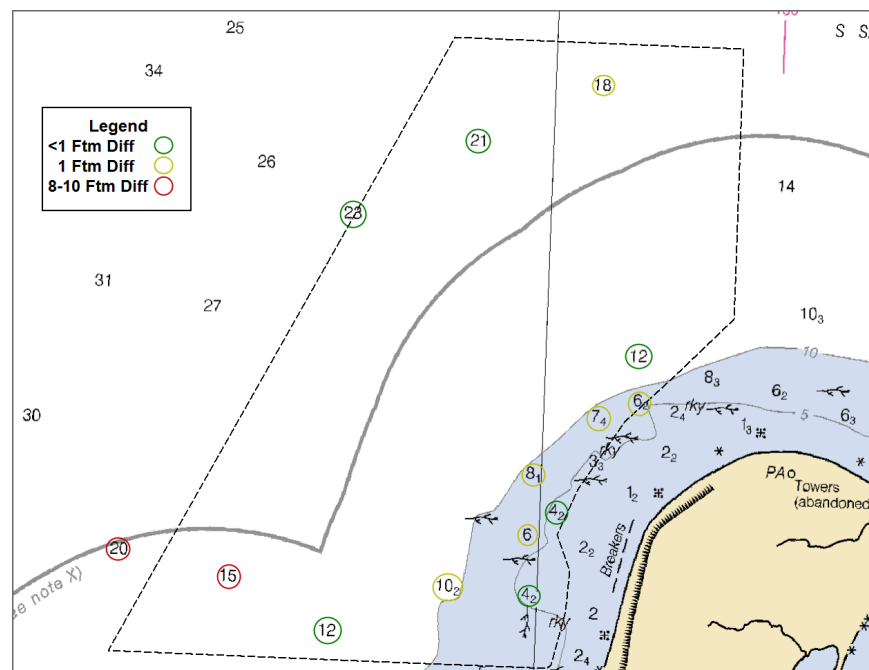 25
S S
34
18
Legend
<1 Ftm Diff
1 Ftm Diff
8-10 Ftm Diff
21
26
14
23
31
27
10₃
12
10
8₃
6₂
30
7₄
2₄
rky
5
6₃
1₃
3₃
2₂
8₁
PA
Towers
(abandoned)
1₂
4₂
6
2₂
Breakers
20
15
10₂
4₂
ee note X)
12
2
rky
2₄